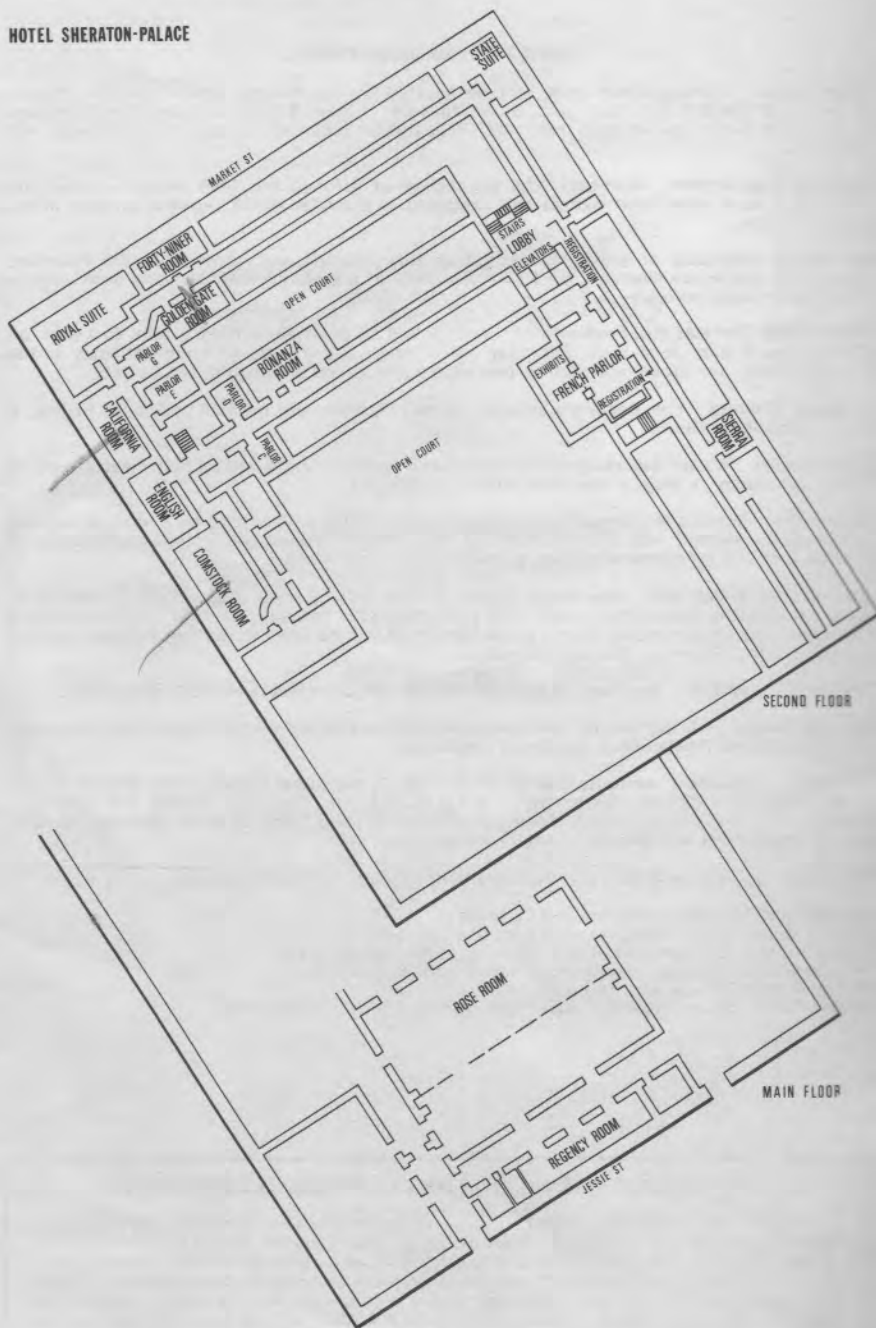 HOTEL SHERATON-PALACE
STATE
SUITE
MARKET ST
FORTY-NINER
ROOM
ROYAL SUITE
GOLDEN GATE
ROOM
OPEN COURT
STAIRS
LOBBY
ELEVATORS
REGISTRATION
PARLOR
G
PARLOR
E
PARLOR
D
BONANZA
ROOM
EXHIBITS
FRENCH PARLOR
REGISTRATION
CALIFORNIA
ROOM
PARLOR
C
OPEN COURT
SIERRA
ROOM
ENGLISH
ROOM
COMSTOCK ROOM
SECOND FLOOR
ROSE ROOM
MAIN FLOOR
REGENCY ROOM
JESSIE ST